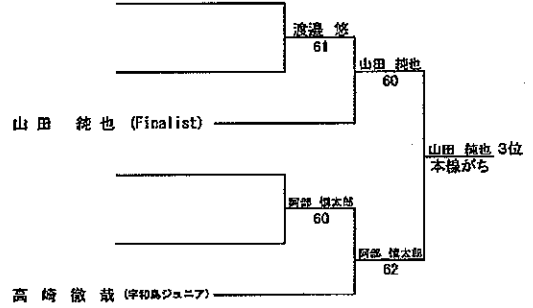 渡邉 悠
61
山田 純也
60
山田 純也 (Finalist)
山田 純也 3位
本様がち
阿部 慎太郎
60
阿部 慎太郎
62
高崎徹哉 (宇和島ジュニア)